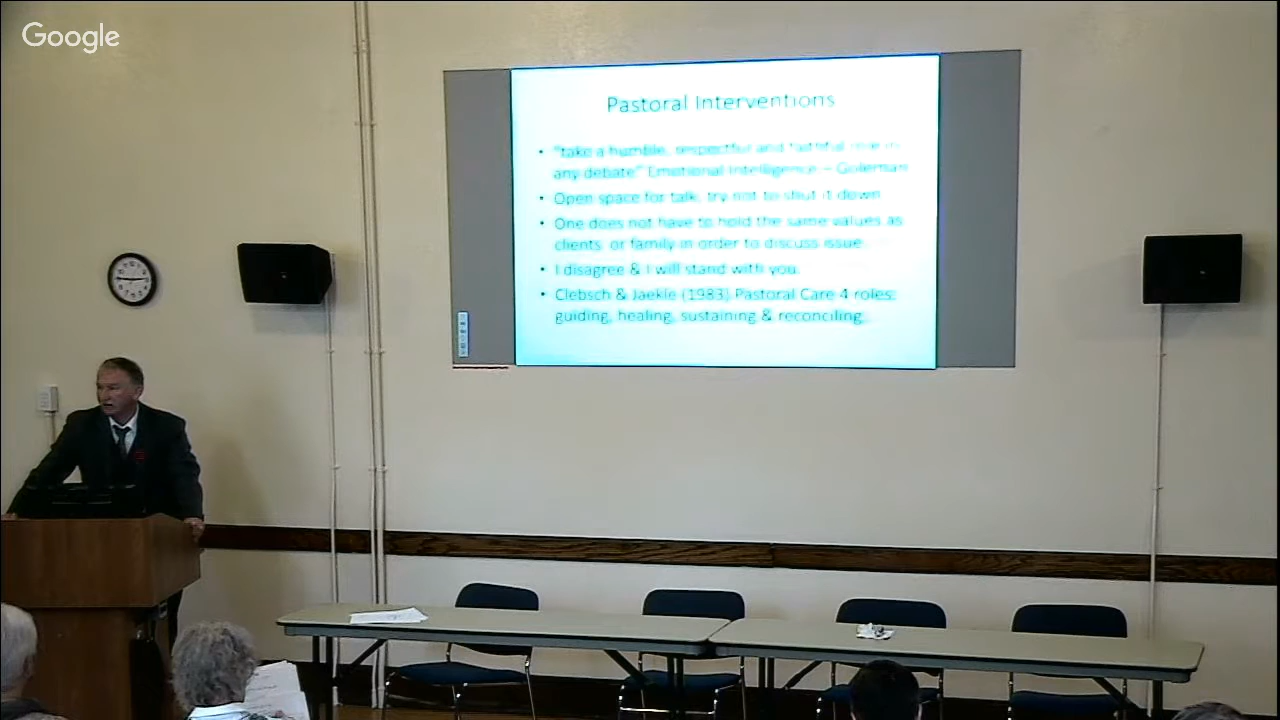 Google
Pastoral Interventions
• "take a humble, respectful and faithful role in
any debate" Emotional Intelligence – Goleman
• Open space for talk, try not to shut it down
• One does not have to hold the same values as
clients or family in order to discuss issue
• I disagree & I will stand with you.
• Clebsch & Jaekle (1983) Pastoral Care 4 roles:
guiding, healing, sustaining & reconciling.